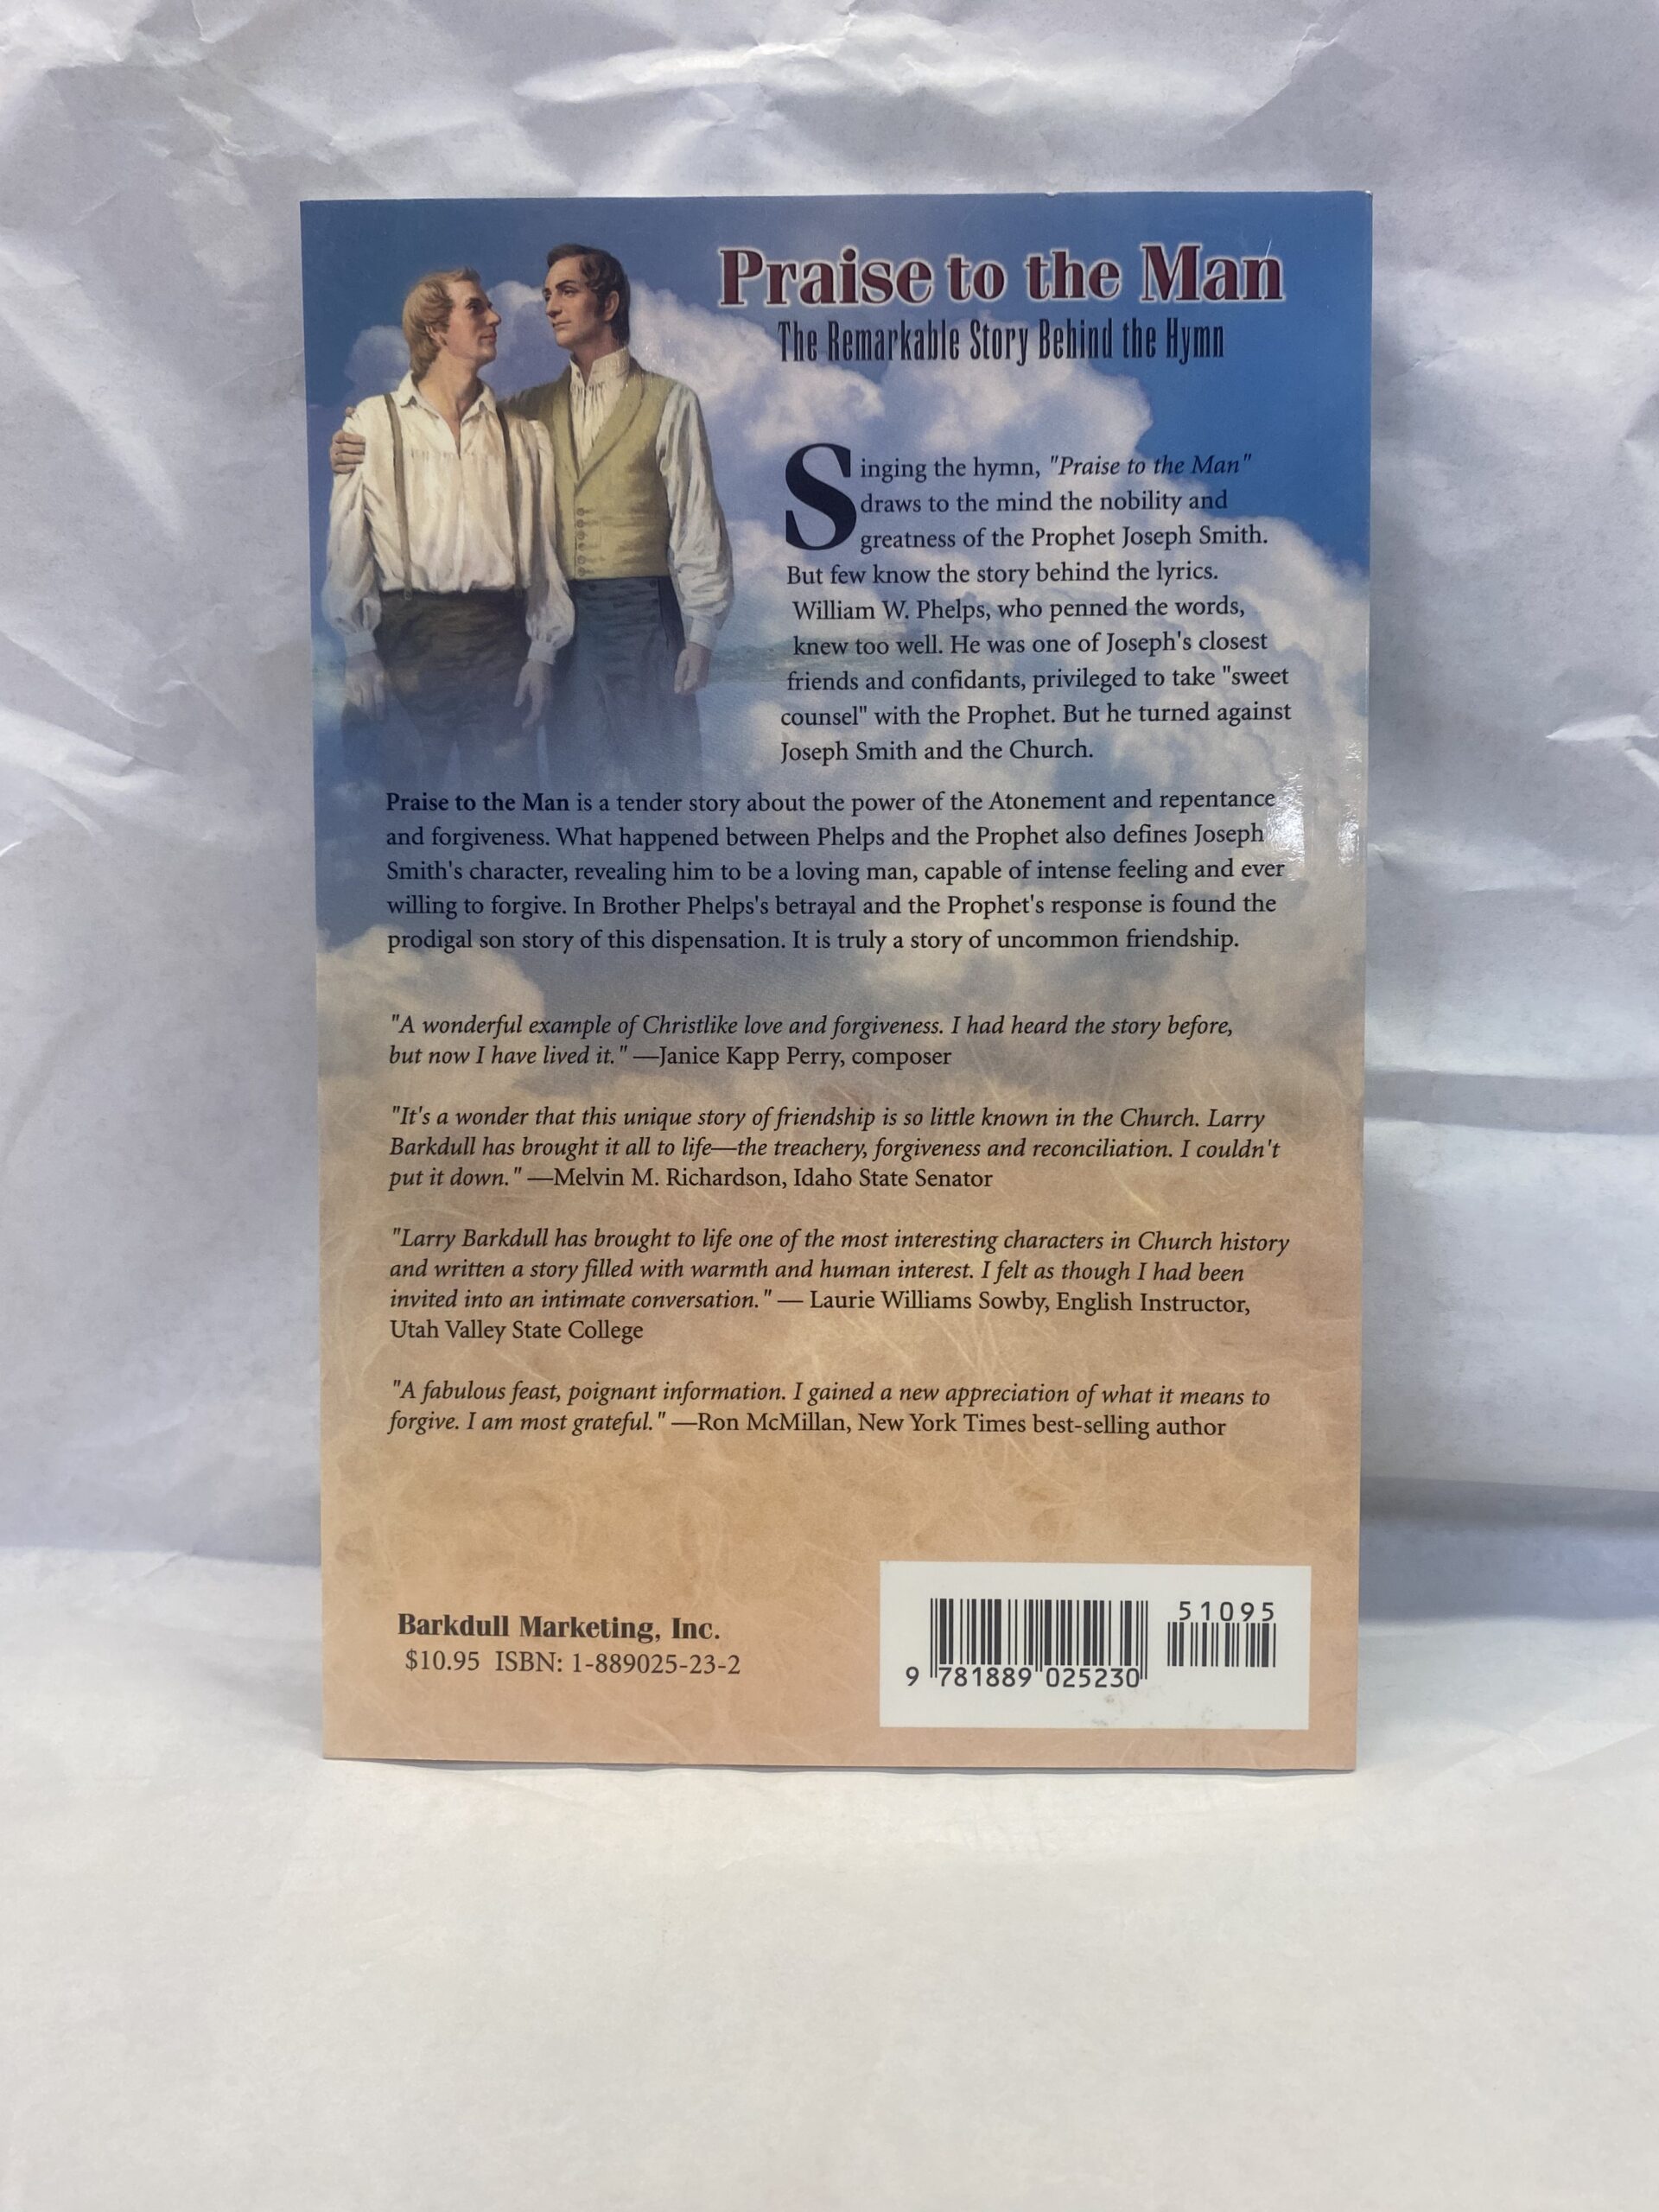 Praise to the Man
The Remarkable Story Behind the Hymn
Singing the hymn, "Praise to the Man"
draws to the mind the nobility and
greatness of the Prophet Joseph Smith.
But few know the story behind the lyrics.
William W. Phelps, who penned the words,
knew too well. He was one of Joseph's closest
friends and confidants, privileged to take "sweet
counsel" with the Prophet. But he turned against
Joseph Smith and the Church.
Praise to the Man is a tender story about the power of the Atonement and repentance
and forgiveness. What happened between Phelps and the Prophet also defines Joseph
Smith's character, revealing him to be a loving man, capable of intense feeling and ever
willing to forgive. In Brother Phelps's betrayal and the Prophet's response is found the
prodigal son story of this dispensation. It is truly a story of uncommon friendship.
"A wonderful example of Christlike love and forgiveness. I had heard the story before,
but now I have lived it." —Janice Kapp Perry, composer
"It's a wonder that this unique story of friendship is so little known in the Church. Larry
Barkdull has brought it all to life—the treachery, forgiveness and reconciliation. I couldn't
put it down." —Melvin M. Richardson, Idaho State Senator
"Larry Barkdull has brought to life one of the most interesting characters in Church history
and written a story filled with warmth and human interest. I felt as though I had been
invited into an intimate conversation." — Laurie Williams Sowby, English Instructor,
Utah Valley State College
"A fabulous feast, poignant information. I gained a new appreciation of what it means to
forgive. I am most grateful." —Ron McMillan, New York Times best-selling author
Barkdull Marketing, Inc.
$10.95 ISBN: 1-889025-23-2
51095
9 781889 025230